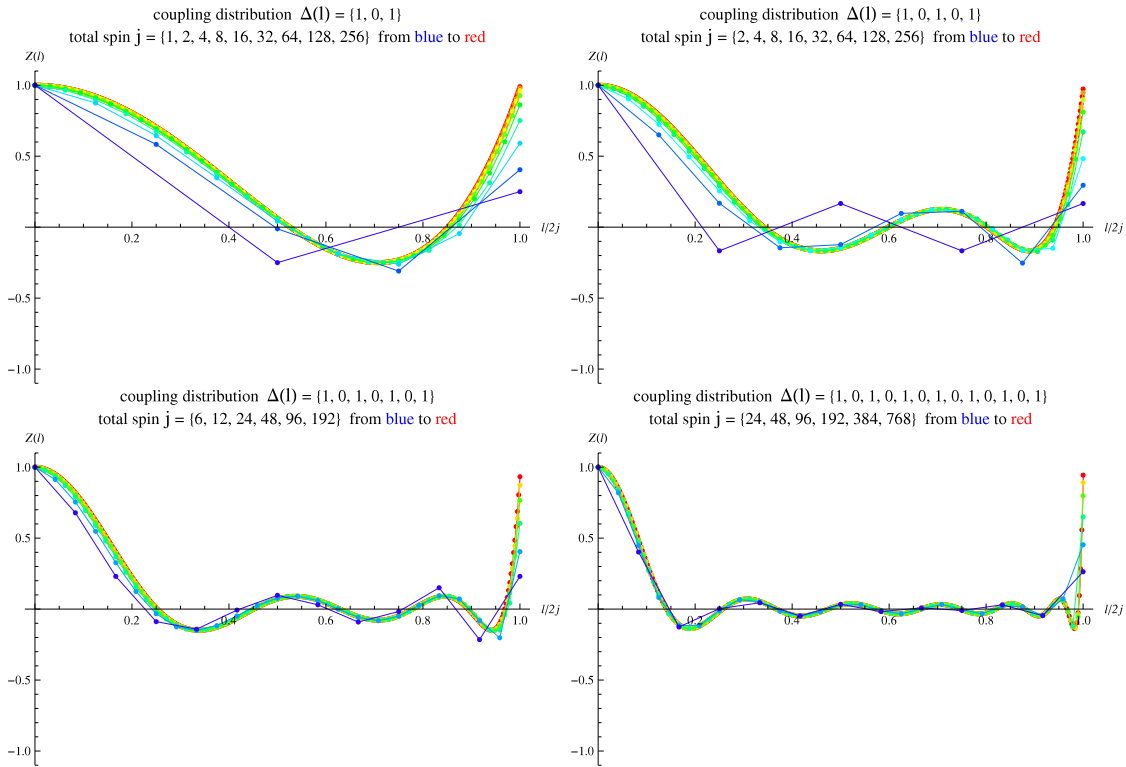 coupling distribution Δ(l) = {1, 0, 1}
total spin j = {1, 2, 4, 8, 16, 32, 64, 128, 256} from blue to red
Z(l)
1.0
0.5
−0.5
−1.0
0.2
0.4
0.6
0.8
1.0
l/2j
coupling distribution Δ(l) = {1, 0, 1, 0, 1}
total spin j = {2, 4, 8, 16, 32, 64, 128, 256} from blue to red
Z(l)
1.0
0.5
−0.5
−1.0
0.2
0.4
0.6
0.8
1.0
l/2j
coupling distribution Δ(l) = {1, 0, 1, 0, 1, 0, 1}
total spin j = {6, 12, 24, 48, 96, 192} from blue to red
Z(l)
1.0
0.5
−0.5
−1.0
0.2
0.4
0.6
0.8
1.0
l/2j
coupling distribution Δ(l) = {1, 0, 1, 0, 1, 0, 1, 0, 1, 0, 1, 0, 1}
total spin j = {24, 48, 96, 192, 384, 768} from blue to red
Z(l)
1.0
0.5
−0.5
−1.0
0.2
0.4
0.6
0.8
1.0
l/2j